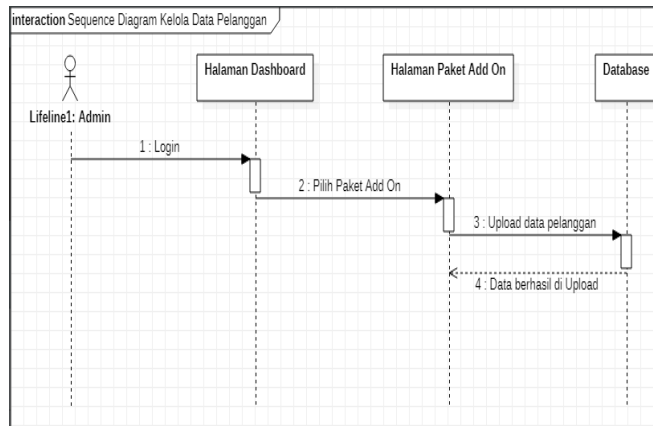 interaction Sequence Diagram Kelola Data Pelanggan
Halaman Dashboard
Halaman Paket Add On
Database
Lifeline1: Admin
1 : Login
2 : Pilih Paket Add On
3 : Upload data pelanggan
4 : Data berhasil di Upload